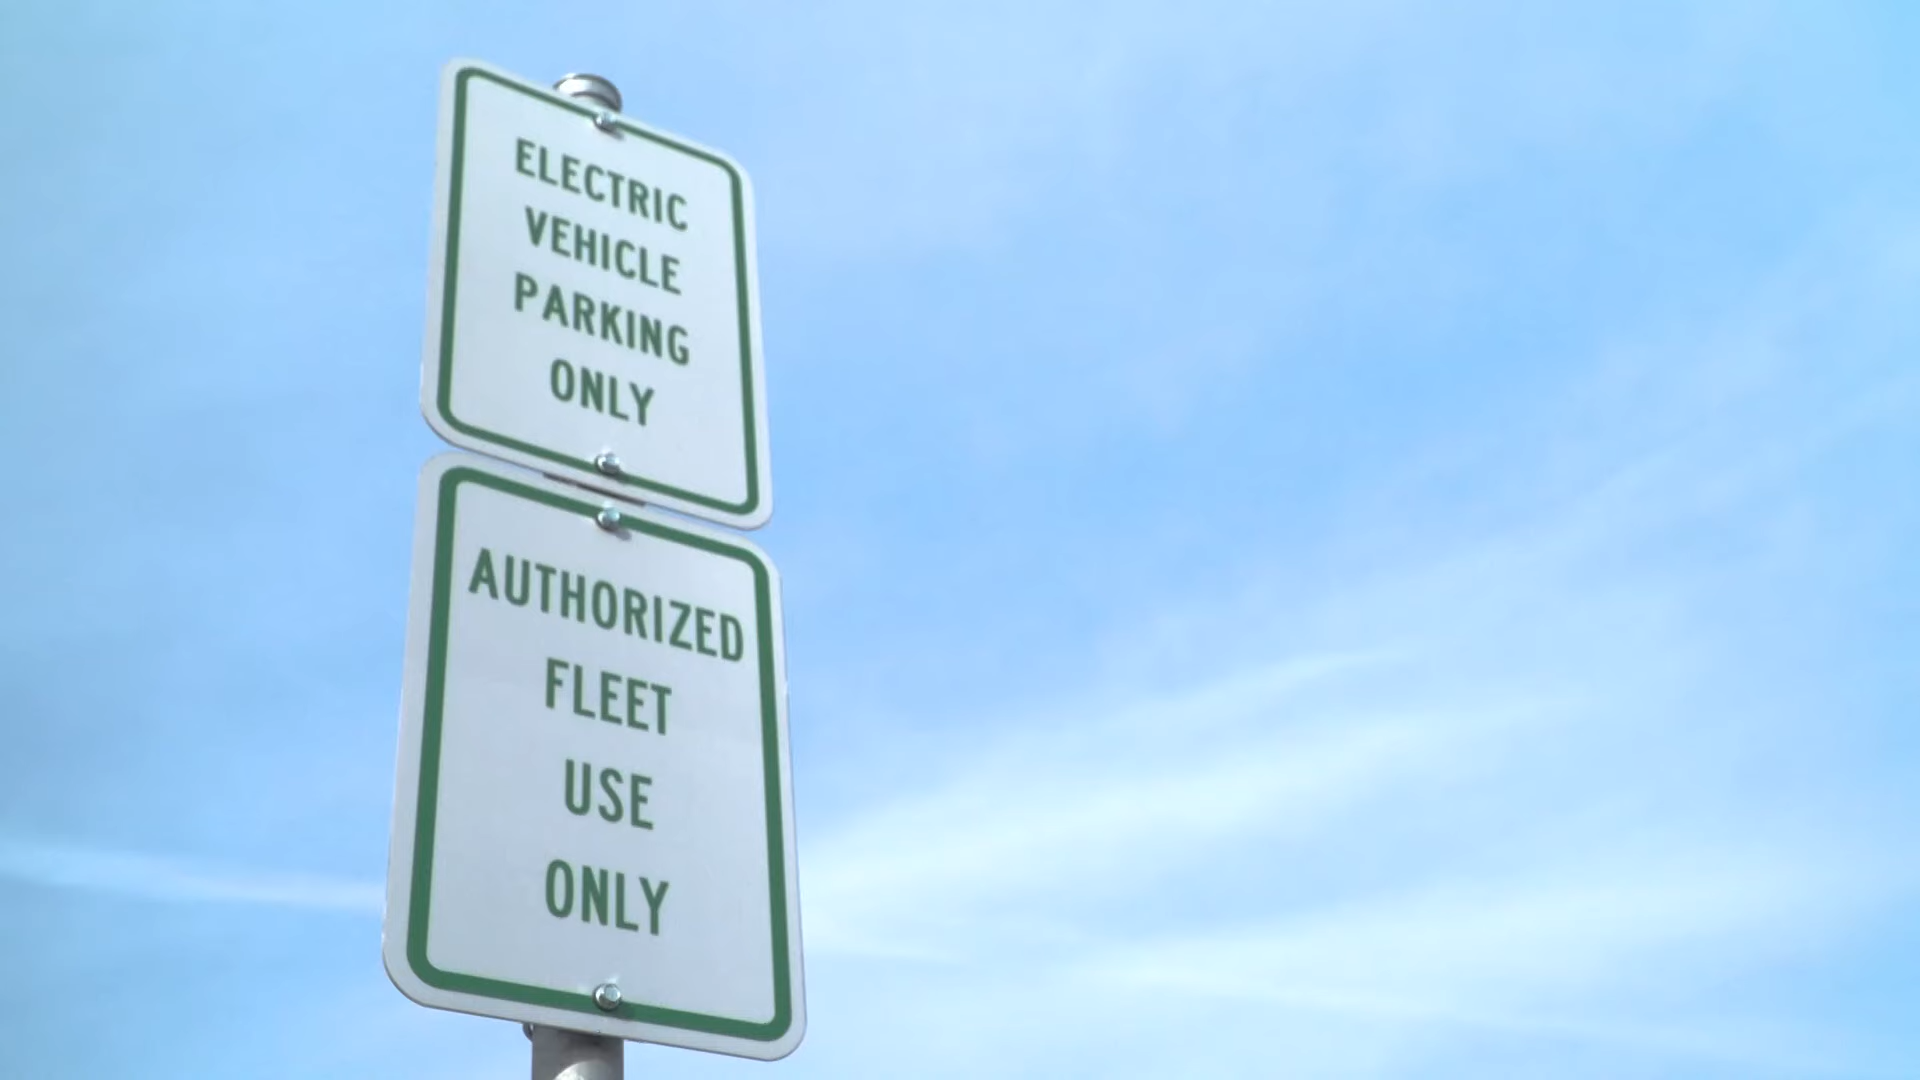 ELECTRIC
VEHICLE
PARKING
ONLY
AUTHORIZED
FLEET
USE
ONLY